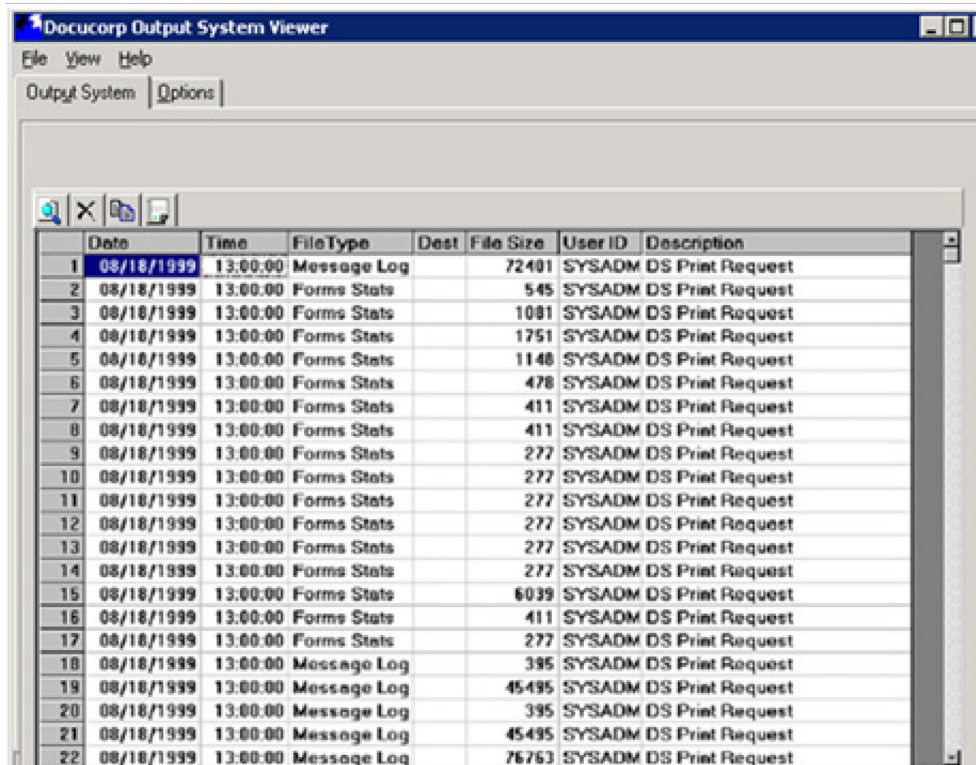 Docucorp Output System Viewer
File View Help
Output System Options
Date Time FileType Dest File Size User ID Description
1 08/18/1999 13:00:00 Message Log 72401 SYSADM DS Print Request
2 08/18/1999 13:00:00 Forms Stats 545 SYSADM DS Print Request
3 08/18/1999 13:00:00 Forms Stats 1081 SYSADM DS Print Request
4 08/18/1999 13:00:00 Forms Stats 1751 SYSADM DS Print Request
5 08/18/1999 13:00:00 Forms Stats 1148 SYSADM DS Print Request
6 08/18/1999 13:00:00 Forms Stats 478 SYSADM DS Print Request
7 08/18/1999 13:00:00 Forms Stats 411 SYSADM DS Print Request
8 08/18/1999 13:00:00 Forms Stats 411 SYSADM DS Print Request
9 08/18/1999 13:00:00 Forms Stats 277 SYSADM DS Print Request
10 08/18/1999 13:00:00 Forms Stats 277 SYSADM DS Print Request
11 08/18/1999 13:00:00 Forms Stats 277 SYSADM DS Print Request
12 08/18/1999 13:00:00 Forms Stats 277 SYSADM DS Print Request
13 08/18/1999 13:00:00 Forms Stats 277 SYSADM DS Print Request
14 08/18/1999 13:00:00 Forms Stats 277 SYSADM DS Print Request
15 08/18/1999 13:00:00 Forms Stats 6039 SYSADM DS Print Request
16 08/18/1999 13:00:00 Forms Stats 411 SYSADM DS Print Request
17 08/18/1999 13:00:00 Forms Stats 277 SYSADM DS Print Request
18 08/18/1999 13:00:00 Message Log 395 SYSADM DS Print Request
19 08/18/1999 13:00:00 Message Log 45495 SYSADM DS Print Request
20 08/18/1999 13:00:00 Message Log 395 SYSADM DS Print Request
21 08/18/1999 13:00:00 Message Log 45495 SYSADM DS Print Request
22 08/18/1999 13:00:00 Message Log 76763 SYSADM DS Print Request